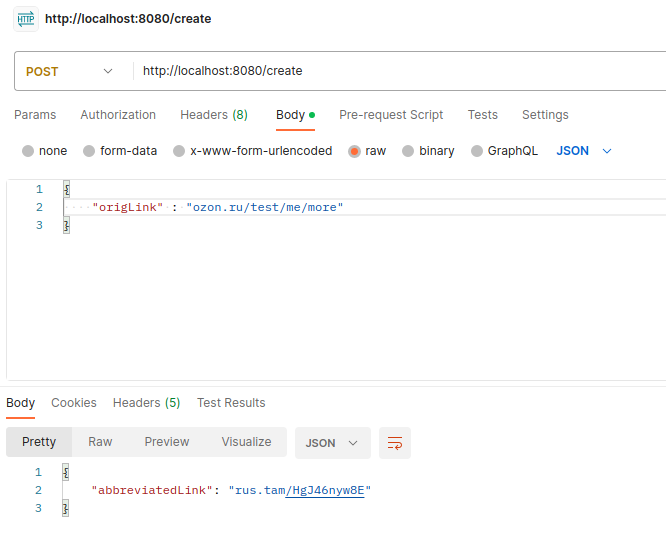 HTTP http://localhost:8080/create
POST http://localhost:8080/create
Params Authorization Headers (8) Body Pre-request Script Tests Settings
none form-data x-www-form-urlencoded raw binary GraphQL JSON
1 {
2 "origLink" : "ozon.ru/test/me/more"
3 }
Body Cookies Headers (5) Test Results
Pretty Raw Preview Visualize JSON
1 {
2 "abbreviatedLink": "rus.tam/HgJ46nyw8E"
3 }